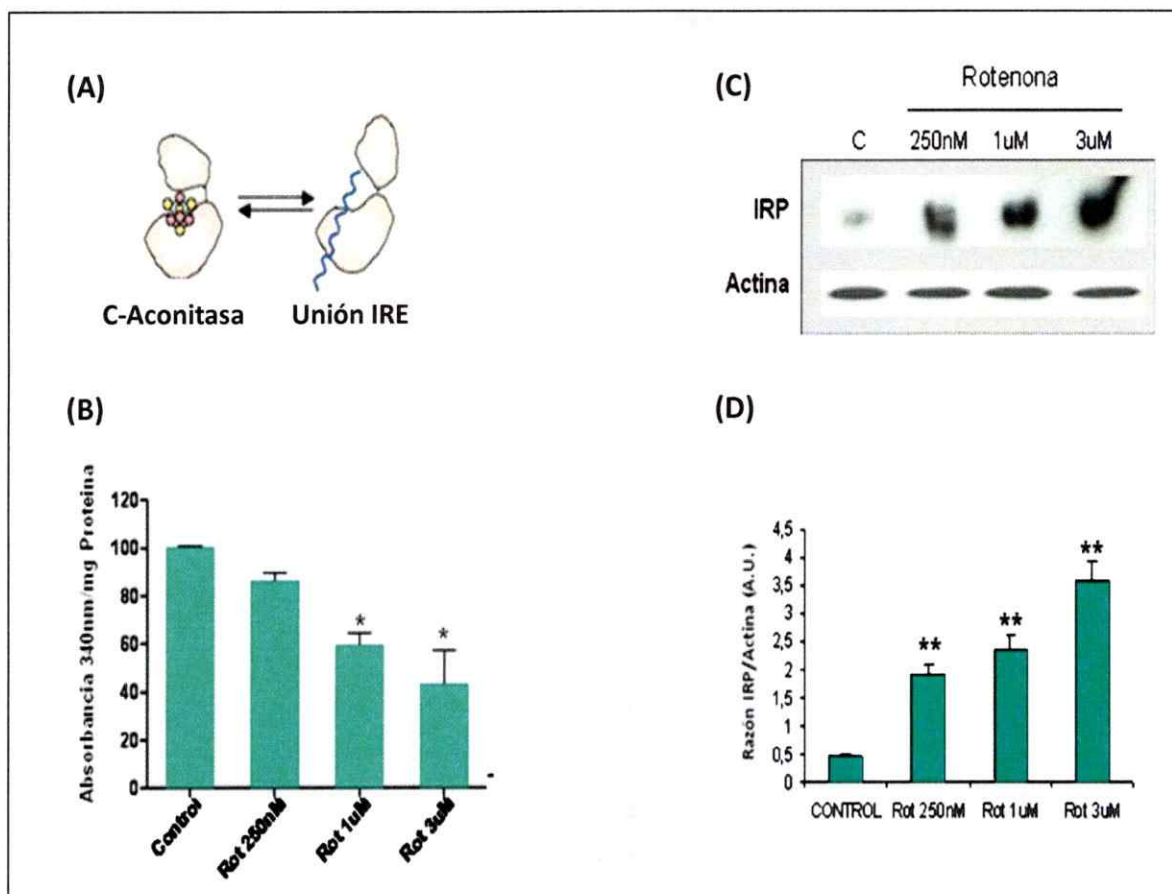 (A)
C-Aconitasa Unión IRE
(B)
Absorbancia 340nm/mg Proteina
120
100
80
60
40
20
0
* *
Control Rot 250nM Rot 1uM Rot 3uM
(C)
Rotenona
C 250nM 1uM 3uM
IRP
Actina
(D)
Razón IRP/Actina (A.U.)
4,5
4
3,5
3
2,5
2
1,5
1
0,5
0
** ** **
CONTROL Rot 250nM Rot 1uM Rot 3uM